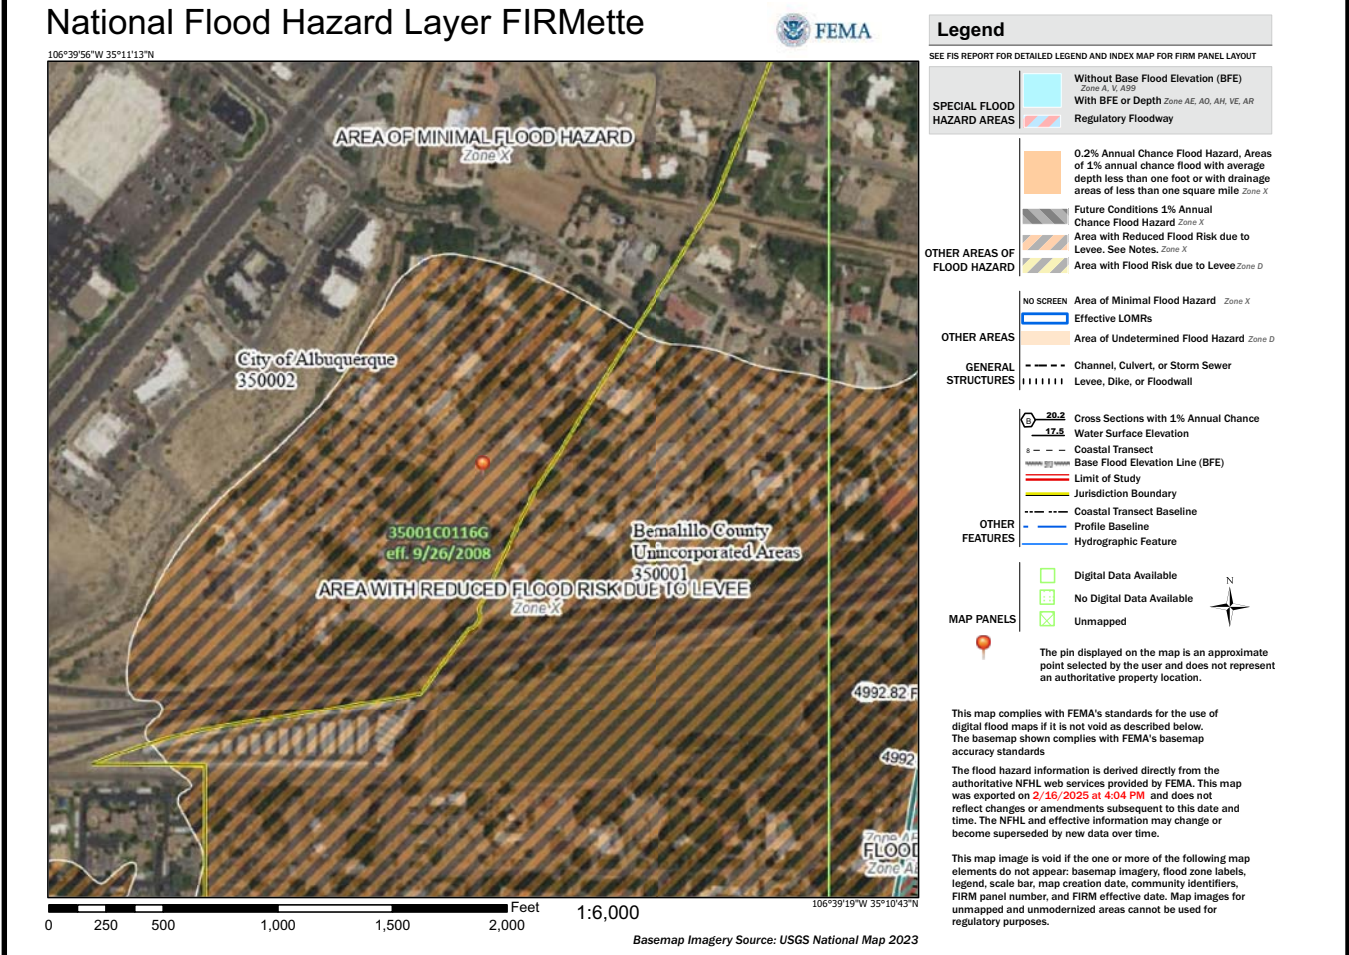 National Flood Hazard Layer FIRMette
FEMA
106°39'56"W 35°11'13"N
AREA OF MINIMAL FLOOD HAZARD
Zone X
City of Albuquerque
350002
35001C0116G
eff. 9/26/2008
Bernalillo County
Unincorporated Areas
350001
AREA WITH REDUCED FLOOD RISK DUE TO LEVEE
Zone X
4992.82 F
4992
Zone AE
FLOOD
Zone AE
106°39'19"W 35°10'43"N
Feet
1:6,000
0 250 500 1,000 1,500 2,000
Basemap Imagery Source: USGS National Map 2023
Legend
SEE FIS REPORT FOR DETAILED LEGEND AND INDEX MAP FOR FIRM PANEL LAYOUT
SPECIAL FLOOD
HAZARD AREAS
Without Base Flood Elevation (BFE)
Zone A, V, A99
With BFE or Depth Zone AE, AO, AH, VE, AR
Regulatory Floodway
OTHER AREAS OF
FLOOD HAZARD
0.2% Annual Chance Flood Hazard, Areas
of 1% annual chance flood with average
depth less than one foot or with drainage
areas of less than one square mile Zone X
Future Conditions 1% Annual
Chance Flood Hazard Zone X
Area with Reduced Flood Risk due to
Levee. See Notes. Zone X
Area with Flood Risk due to Levee Zone D
OTHER AREAS
NO SCREEN Area of Minimal Flood Hazard Zone X
Effective LOMRs
Area of Undetermined Flood Hazard Zone D
GENERAL
STRUCTURES
Channel, Culvert, or Storm Sewer
Levee, Dike, or Floodwall
OTHER
FEATURES
B 20.2 Cross Sections with 1% Annual Chance
17.5 Water Surface Elevation
8 Coastal Transect
Base Flood Elevation Line (BFE)
Limit of Study
Jurisdiction Boundary
Coastal Transect Baseline
Profile Baseline
Hydrographic Feature
MAP PANELS
Digital Data Available
No Digital Data Available
Unmapped
N
The pin displayed on the map is an approximate
point selected by the user and does not represent
an authoritative property location.
This map complies with FEMA's standards for the use of
digital flood maps if it is not void as described below.
The basemap shown complies with FEMA's basemap
accuracy standards
The flood hazard information is derived directly from the
authoritative NFHL web services provided by FEMA. This map
was exported on 2/16/2025 at 4:04 PM and does not
reflect changes or amendments subsequent to this date and
time. The NFHL and effective information may change or
become superseded by new data over time.
This map image is void if the one or more of the following map
elements do not appear: basemap imagery, flood zone labels,
legend, scale bar, map creation date, community identifiers,
FIRM panel number, and FIRM effective date. Map images for
unmapped and unmodernized areas cannot be used for
regulatory purposes.